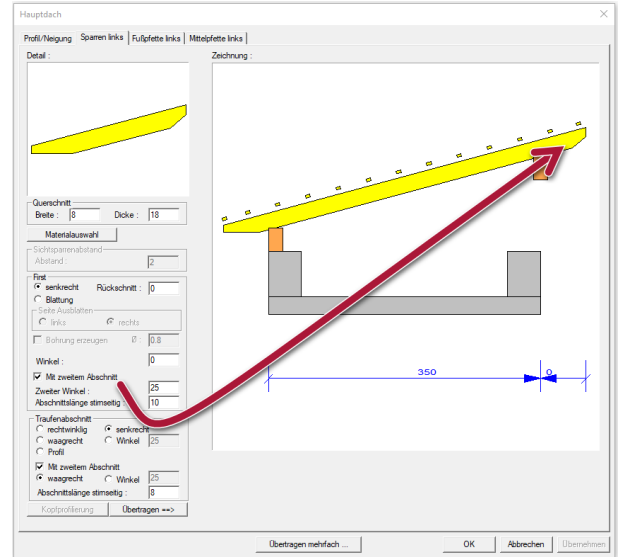 Hauptdach
Profil/Neigung Sparren links Fußpfette links Mittelpfette links
Detail :
Zeichnung :
Querschnitt
Breite : 8 Dicke : 18
Materialauswahl
Sichtsparrenabstand
Abstand : 2
First
senkrecht Rückschnitt : 0
Blattung
Seite Ausblatten
links rechts
Bohrung erzeugen Ø : 0.8
Winkel : 0
Mit zweitem Abschnitt
Zweiter Winkel : 25
Abschnittslänge stirnseitig : 10
Traufenabschnitt
rechtwinklig senkrecht
waagrecht Winkel 25
Profil
Mit zweitem Abschnitt
waagrecht Winkel 25
Abschnittslänge stirnseitig : 8
Kopfprofilierung Übertragen ==>
350 0
Übertragen mehrfach ... OK Abbrechen Übernehmen